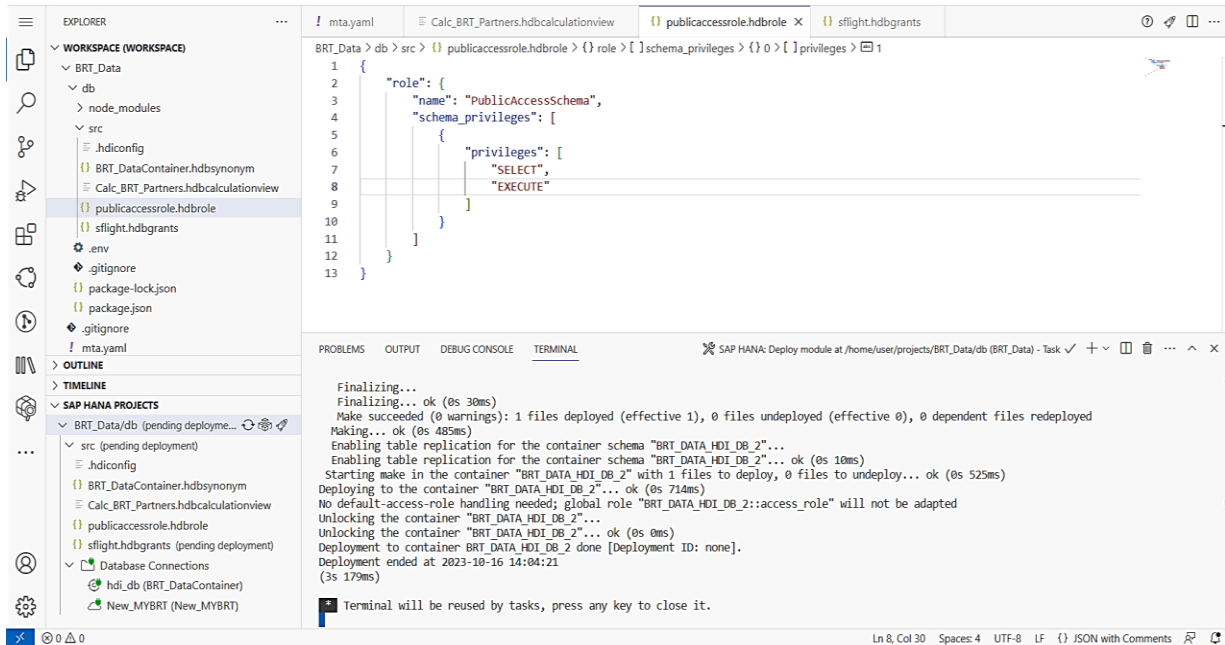 EXPLORER
WORKSPACE (WORKSPACE)
BRT_Data
db
node_modules
src
.hdiconfig
BRT_DataContainer.hdbsynonym
Calc_BRT_Partners.hdbcalculationview
publicaccessrole.hdbrole
sflight.hdbgrants
.env
.gitignore
package-lock.json
package.json
.gitignore
mta.yaml
OUTLINE
TIMELINE
SAP HANA PROJECTS
BRT_Data/db (pending deployme...
src (pending deployment)
.hdiconfig
BRT_DataContainer.hdbsynonym
Calc_BRT_Partners.hdbcalculationview
publicaccessrole.hdbrole
sflight.hdbgrants (pending deployment)
Database Connections
hdi_db (BRT_DataContainer)
New_MYBRT (New_MYBRT)
mta.yaml Calc_BRT_Partners.hdbcalculationview publicaccessrole.hdbrole sflight.hdbgrants
BRT_Data > db > src > {} publicaccessrole.hdbrole > {} role > [ ] schema_privileges > {} 0 > [ ] privileges > 1
1 {
2 "role": {
3 "name": "PublicAccessSchema",
4 "schema_privileges": [
5 {
6 "privileges": [
7 "SELECT",
8 "EXECUTE"
9 ]
10 }
11 ]
12 }
13 }
PROBLEMS OUTPUT DEBUG CONSOLE TERMINAL SAP HANA: Deploy module at /home/user/projects/BRT_Data/db (BRT_Data) - Task
Finalizing...
Finalizing... ok (0s 30ms)
Make succeeded (0 warnings): 1 files deployed (effective 1), 0 files undeployed (effective 0), 0 dependent files redeployed
Making... ok (0s 485ms)
Enabling table replication for the container schema "BRT_DATA_HDI_DB_2"...
Enabling table replication for the container schema "BRT_DATA_HDI_DB_2"... ok (0s 10ms)
Starting make in the container "BRT_DATA_HDI_DB_2" with 1 files to deploy, 0 files to undeploy... ok (0s 525ms)
Deploying to the container "BRT_DATA_HDI_DB_2"... ok (0s 714ms)
No default-access-role handling needed; global role "BRT_DATA_HDI_DB_2::access_role" will not be adapted
Unlocking the container "BRT_DATA_HDI_DB_2"...
Unlocking the container "BRT_DATA_HDI_DB_2"... ok (0s 0ms)
Deployment to container BRT_DATA_HDI_DB_2 done [Deployment ID: none].
Deployment ended at 2023-10-16 14:04:21
(3s 179ms)
* Terminal will be reused by tasks, press any key to close it.
0 0 Ln 8, Col 30 Spaces: 4 UTF-8 LF {} JSON with Comments